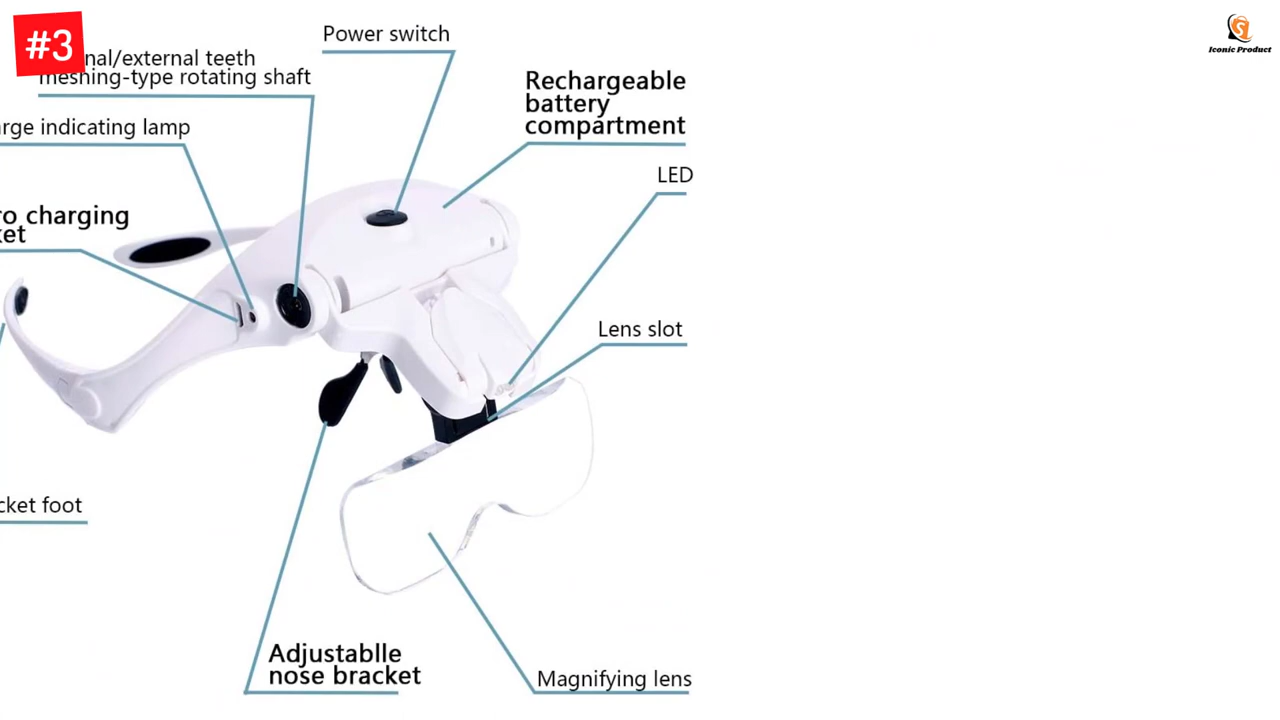 #3
Power switch
nal/external teeth
meshing-type rotating shaft
Rechargeable
battery
compartment
arge indicating lamp
LED
ro charging
ket
Lens slot
cket foot
Adjustablle
nose bracket
Magnifying lens
Iconic Product